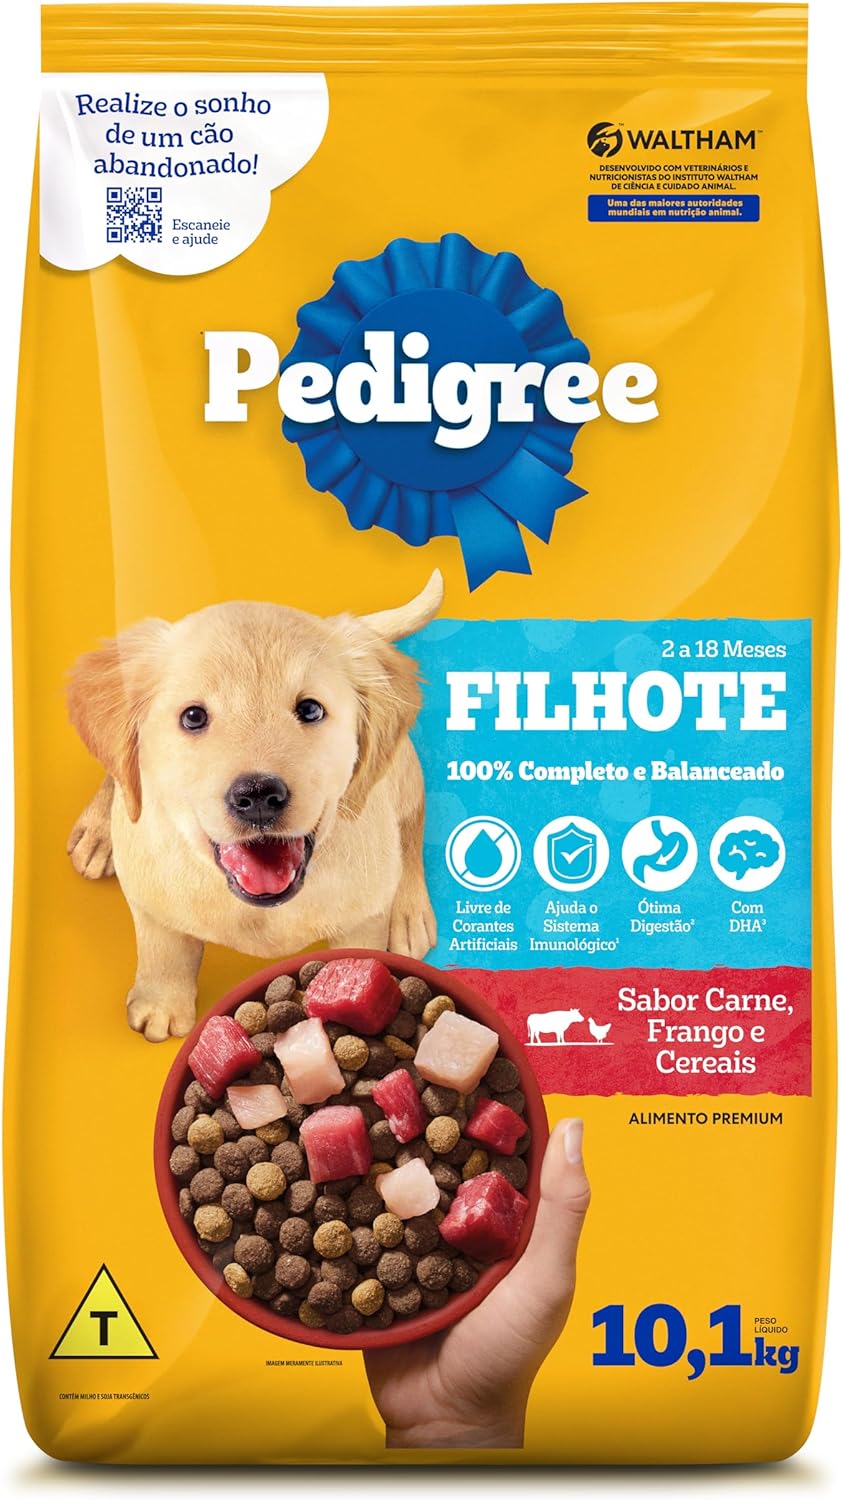 Realize o sonho
de um cão
abandonado!
Escaneie
e ajude
WALTHAM™
DESENVOLVIDO COM VETERINÁRIOS E
NUTRICIONISTAS DO INSTITUTO WALTHAM
DE CIÊNCIA E CUIDADO ANIMAL.
Uma das maiores autoridades
mundiais em nutrição animal.
Pedigree
2 a 18 Meses
FILHOTE
100% Completo e Balanceado
Livre de
Corantes
Artificiais
Ajuda o
Sistema
Imunológico¹
Ótima
Digestão²
Com
DHA³
Sabor Carne,
Frango e
Cereais
ALIMENTO PREMIUM
T
CONTÉM MILHO E SOJA TRANSGÊNICOS
IMAGEM MERAMENTE ILUSTRATIVA
PESO
LÍQUIDO
10,1kg